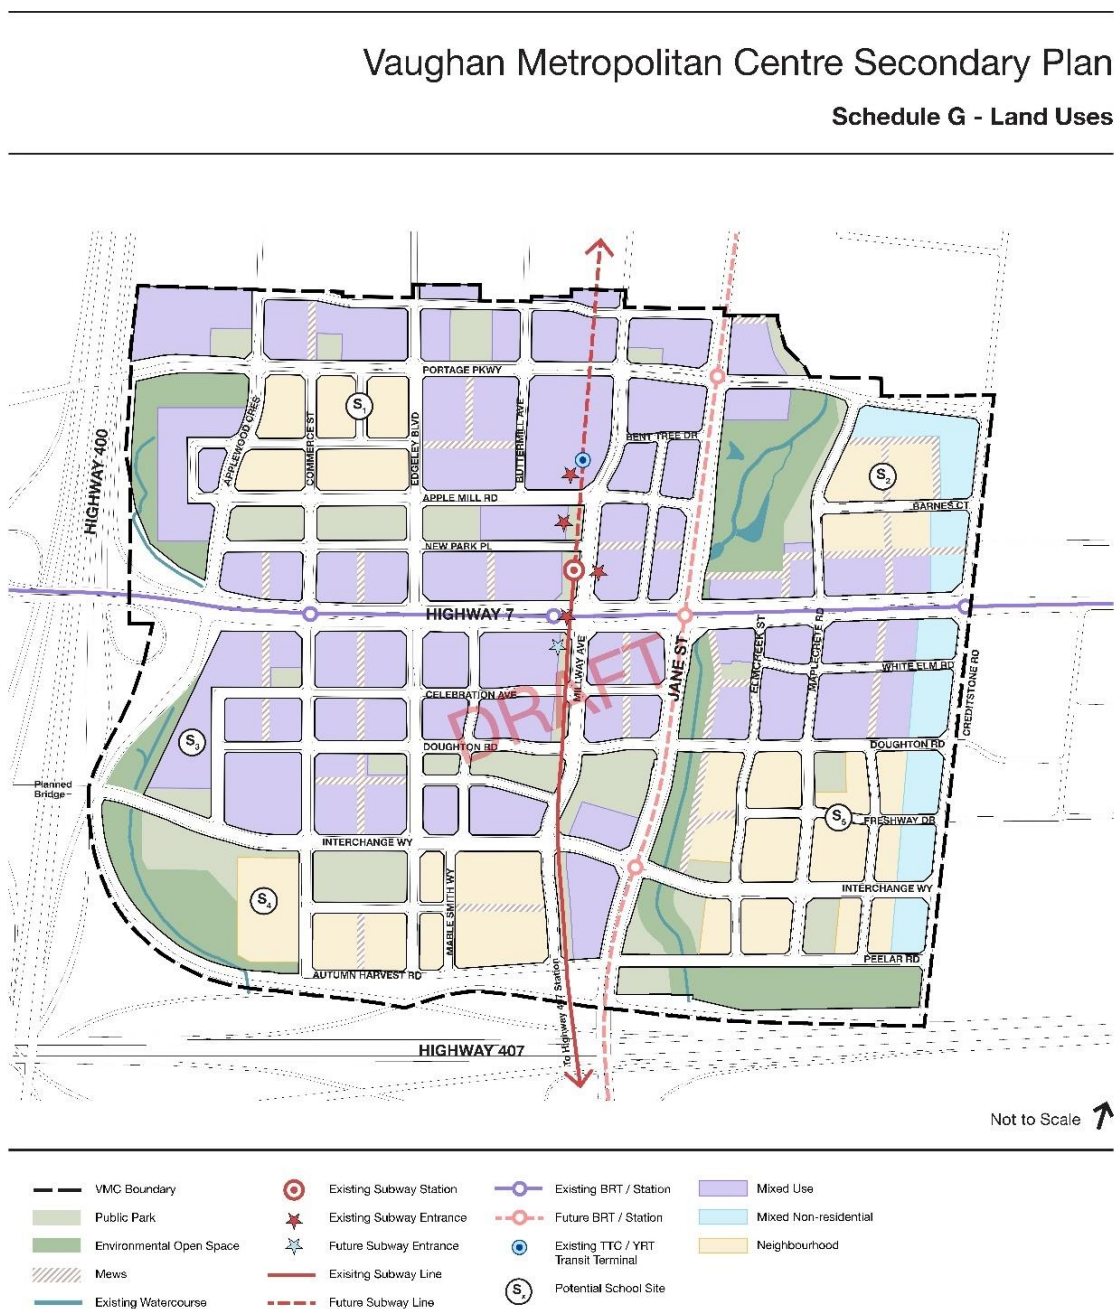 Vaughan Metropolitan Centre Secondary Plan
Schedule G - Land Uses
PORTAGE PKWY
HIGHWAY 400
APPLEWOOD CRES
COMMERCE ST
S1
EDGELEY BLVD
BUTTERMILL AVE
BENT TREE DR
S2
APPLE MILL RD
BARNES CT
NEW PARK PL
HIGHWAY 7
MILLWAY AVE
JANE ST
ELMCREEK ST
MAPLECRETE RD
WHITE ELM RD
CREDITSTONE RD
CELEBRATION AVE
DRAFT
S3
DOUGHTON RD
DOUGHTON RD
Planned
Bridge
S5
FRESHWAY DR
INTERCHANGE WY
INTERCHANGE WY
S4
MABLE SMITH WY
PEELAR RD
AUTUMN HARVEST RD
To Highway 407 Station
HIGHWAY 407
Not to Scale
VMC Boundary
Public Park
Environmental Open Space
Mews
Existing Watercourse
Existing Subway Station
Existing Subway Entrance
Future Subway Entrance
Exisitng Subway Line
Future Subway Line
Existing BRT / Station
Future BRT / Station
Existing TTC / YRT
Transit Terminal
Sx
Potential School Site
Mixed Use
Mixed Non-residential
Neighbourhood